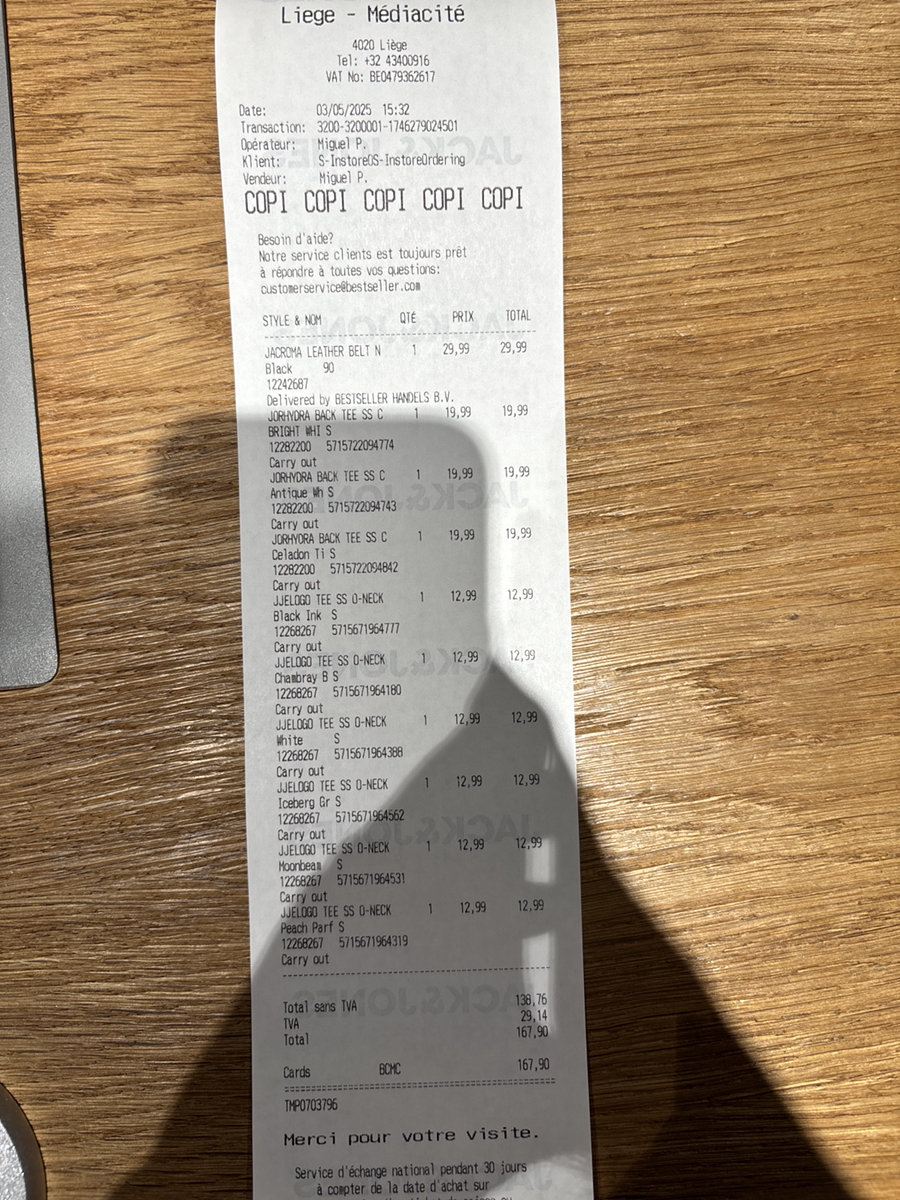 Liege - Médiacité
4020 Liège
Tel: +32 43400916
VAT No: BE0479362617
Date: 03/05/2025 15:32
Transaction: 3200-3200001-1746279024501
Opérateur: Miguel P.
Klient: S-InstoreOS-InstoreOrdering
Vendeur: Miguel P.
COPI COPI COPI COPI COPI
Besoin d'aide?
Notre service clients est toujours prêt
à répondre à toutes vos questions:
customerservice@bestseller.com
STYLE & NOM QTÉ PRIX TOTAL
JACROMA LEATHER BELT N 1 29,99 29,99
Black 90
12242687
Delivered by BESTSELLER HANDELS B.V.
JORHYDRA BACK TEE SS C 1 19,99 19,99
BRIGHT WHI S
12282200 5715722094774
Carry out
JORHYDRA BACK TEE SS C 1 19,99 19,99
Antique Wh S
12282200 5715722094743
Carry out
JORHYDRA BACK TEE SS C 1 19,99 19,99
Celadon Ti S
12282200 5715722094842
Carry out
JJELOGO TEE SS O-NECK 1 12,99 12,99
Black Ink S
12268267 5715671964777
Carry out
JJELOGO TEE SS O-NECK 1 12,99 12,99
Chambray B S
12268267 5715671964180
Carry out
JJELOGO TEE SS O-NECK 1 12,99 12,99
White S
12268267 5715671964388
Carry out
JJELOGO TEE SS O-NECK 1 12,99 12,99
Iceberg Gr S
12268267 5715671964562
Carry out
JJELOGO TEE SS O-NECK 1 12,99 12,99
Moonbeam S
12268267 5715671964531
Carry out
JJELOGO TEE SS O-NECK 1 12,99 12,99
Peach Parf S
12268267 5715671964319
Carry out
Total sans TVA 138,76
TVA 29,14
Total 167,90
Cards BCMC 167,90
TMP0703796
Merci pour votre visite.
Service d'échange national pendant 30 jours
à compter de la date d'achat sur